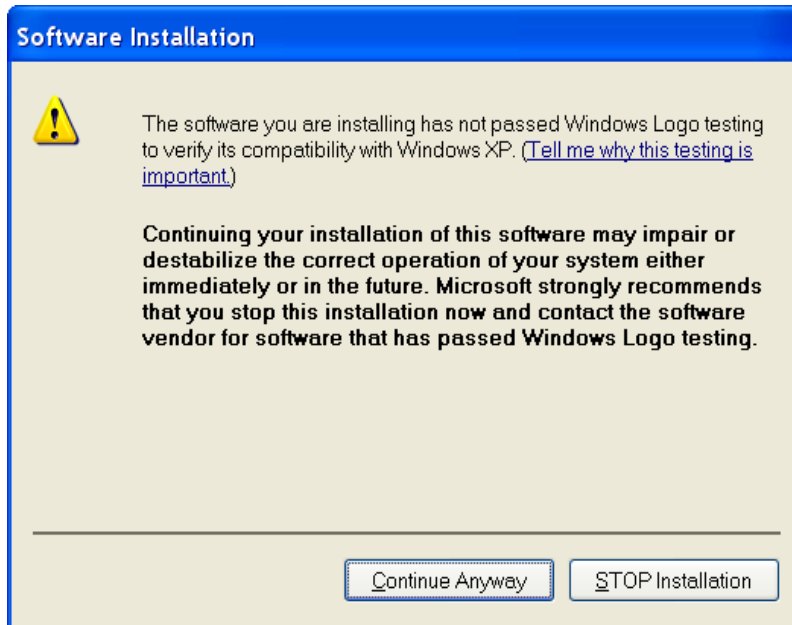 Software Installation
The software you are installing has not passed Windows Logo testing
to verify its compatibility with Windows XP. (Tell me why this testing is
important.)
Continuing your installation of this software may impair or
destabilize the correct operation of your system either
immediately or in the future. Microsoft strongly recommends
that you stop this installation now and contact the software
vendor for software that has passed Windows Logo testing.
Continue Anyway
STOP Installation